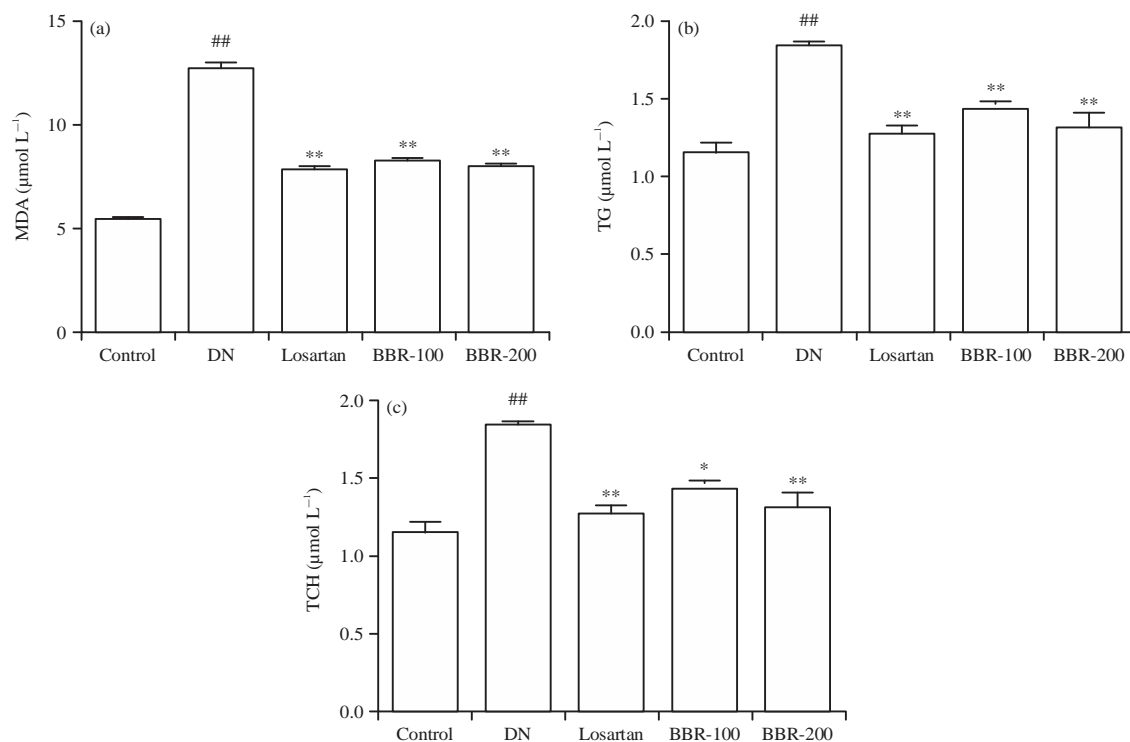 (a)
MDA (µmol L⁻¹)
15
10
5
0
##
**
**
**
Control DN Losartan BBR-100 BBR-200
(b)
TG (µmol L⁻¹)
2.0
1.5
1.0
0.5
0.0
##
**
**
**
Control DN Losartan BBR-100 BBR-200
(c)
TCH (µmol L⁻¹)
2.0
1.5
1.0
0.5
0.0
##
**
*
**
Control DN Losartan BBR-100 BBR-200